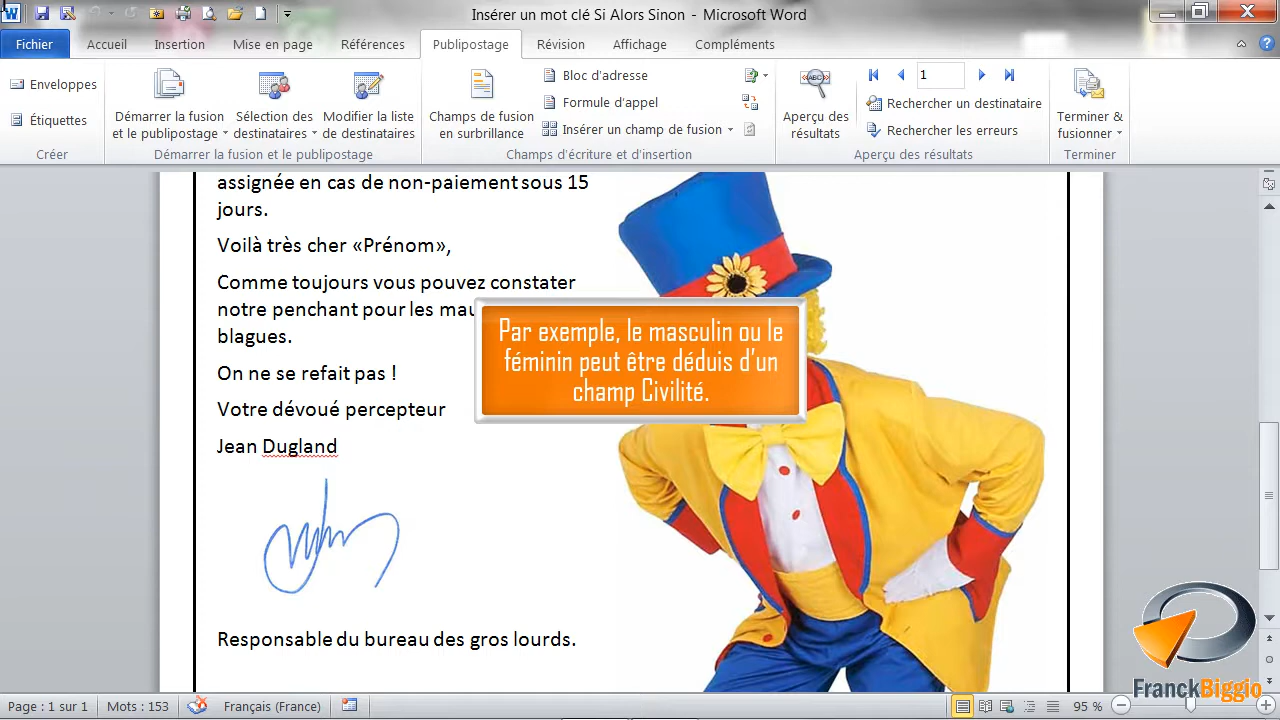 Insérer un mot clé Si Alors Sinon - Microsoft Word
Fichier Accueil Insertion Mise en page Références Publipostage Révision Affichage Compléments
Enveloppes
Étiquettes
Créer
Démarrer la fusion et le publipostage
Sélection des destinataires
Modifier la liste de destinataires
Démarrer la fusion et le publipostage
Champs de fusion en surbrillance
Bloc d'adresse
Formule d'appel
Insérer un champ de fusion
Champs d'écriture et d'insertion
ABC
Aperçu des résultats
1
Rechercher un destinataire
Rechercher les erreurs
Aperçu des résultats
Terminer & fusionner
Terminer
assignée en cas de non-paiement sous 15
jours.
Voilà très cher «Prénom»,
Comme toujours vous pouvez constater
notre penchant pour les mau
blagues.
On ne se refait pas !
Votre dévoué percepteur
Jean Dugland
Responsable du bureau des gros lourds.
Par exemple, le masculin ou le
féminin peut être déduis d'un
champ Civilité.
FranckBiggio
Page : 1 sur 1 Mots : 153 Français (France) 95 %